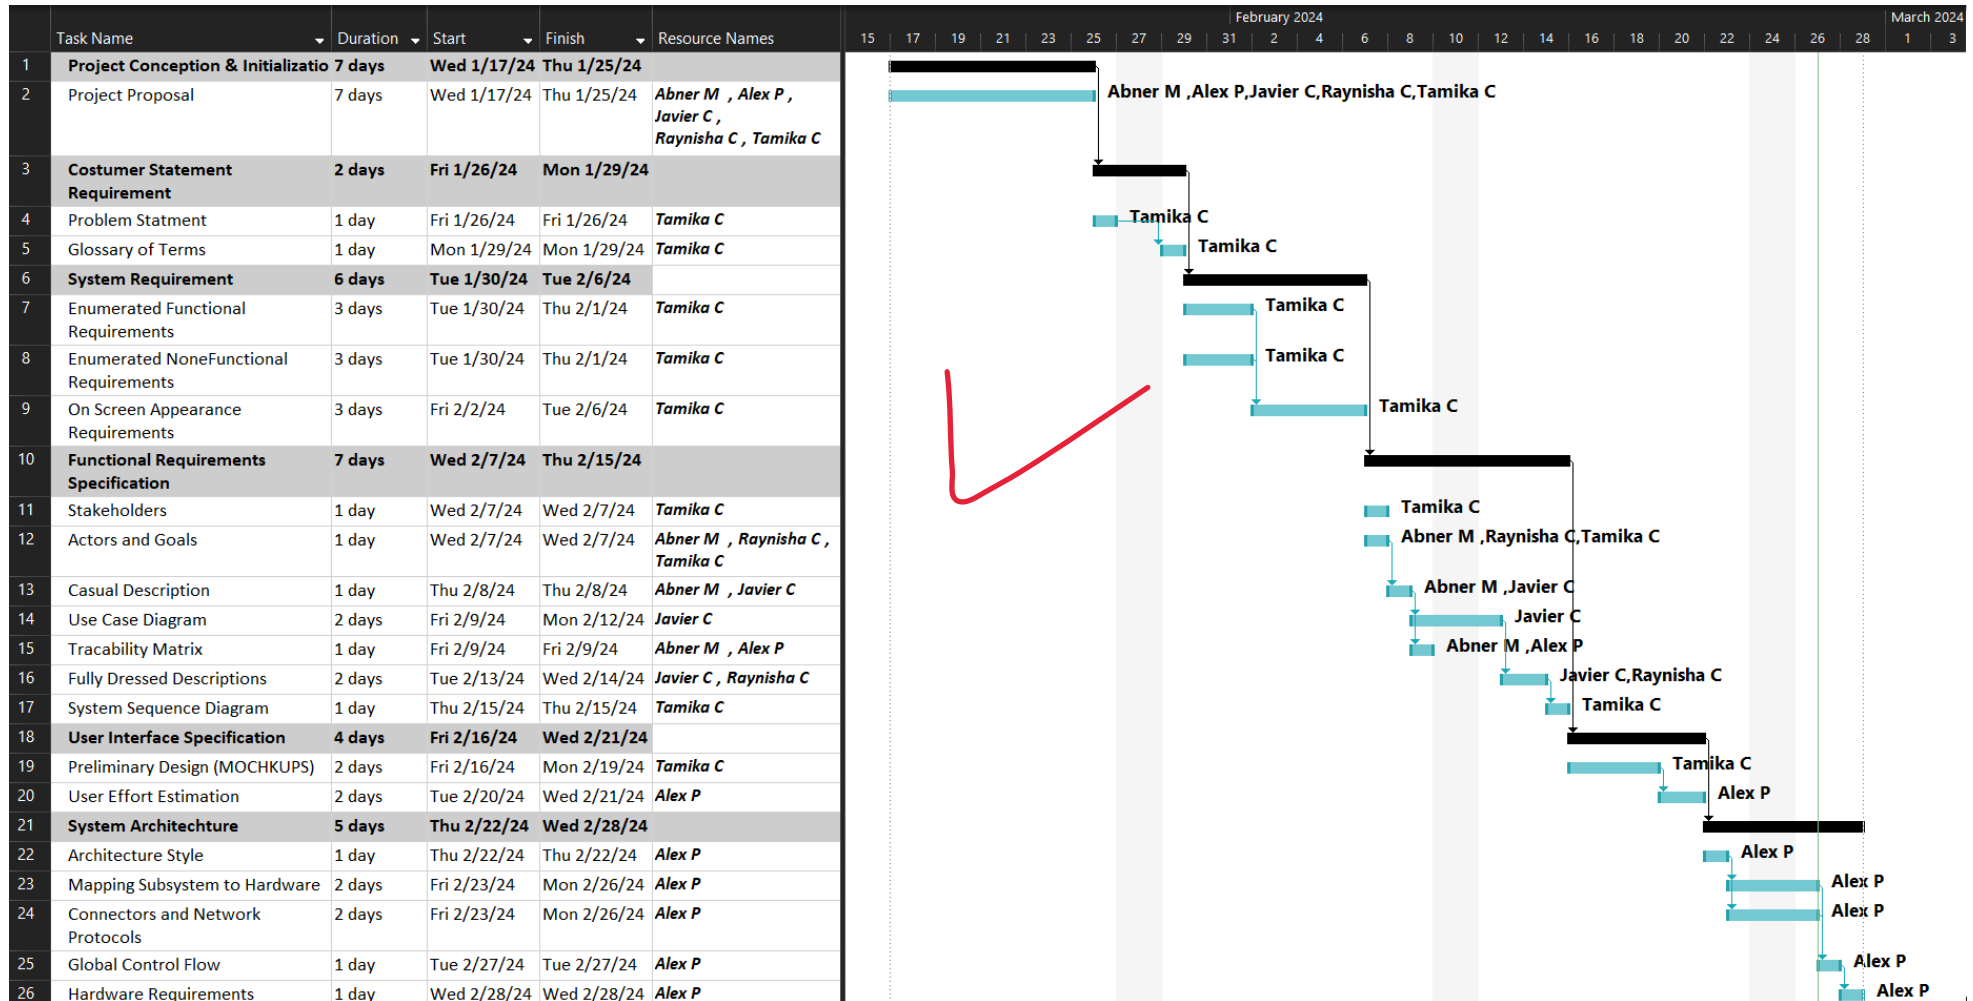 February 2024 March 2024
Task Name Duration Start Finish Resource Names 15 17 19 21 23 25 27 29 31 2 4 6 8 10 12 14 16 18 20 22 24 26 28 1 3
1 Project Conception & Initializatio 7 days Wed 1/17/24 Thu 1/25/24
2 Project Proposal 7 days Wed 1/17/24 Thu 1/25/24 Abner M , Alex P , Abner M ,Alex P,Javier C,Raynisha C,Tamika C
Javier C ,
Raynisha C , Tamika C
3 Costumer Statement 2 days Fri 1/26/24 Mon 1/29/24
Requirement
4 Problem Statment 1 day Fri 1/26/24 Fri 1/26/24 Tamika C Tamika C
5 Glossary of Terms 1 day Mon 1/29/24 Mon 1/29/24 Tamika C Tamika C
6 System Requirement 6 days Tue 1/30/24 Tue 2/6/24
7 Enumerated Functional 3 days Tue 1/30/24 Thu 2/1/24 Tamika C Tamika C
Requirements
8 Enumerated NoneFunctional 3 days Tue 1/30/24 Thu 2/1/24 Tamika C Tamika C
Requirements
9 On Screen Appearance 3 days Fri 2/2/24 Tue 2/6/24 Tamika C Tamika C
Requirements
10 Functional Requirements 7 days Wed 2/7/24 Thu 2/15/24
Specification
11 Stakeholders 1 day Wed 2/7/24 Wed 2/7/24 Tamika C Tamika C
12 Actors and Goals 1 day Wed 2/7/24 Wed 2/7/24 Abner M , Raynisha C , Abner M ,Raynisha C,Tamika C
Tamika C
13 Casual Description 1 day Thu 2/8/24 Thu 2/8/24 Abner M , Javier C Abner M ,Javier C
14 Use Case Diagram 2 days Fri 2/9/24 Mon 2/12/24 Javier C Javier C
15 Tracability Matrix 1 day Fri 2/9/24 Fri 2/9/24 Abner M , Alex P Abner M ,Alex P
16 Fully Dressed Descriptions 2 days Tue 2/13/24 Wed 2/14/24 Javier C , Raynisha C Javier C,Raynisha C
17 System Sequence Diagram 1 day Thu 2/15/24 Thu 2/15/24 Tamika C Tamika C
18 User Interface Specification 4 days Fri 2/16/24 Wed 2/21/24
19 Preliminary Design (MOCHKUPS) 2 days Fri 2/16/24 Mon 2/19/24 Tamika C Tamika C
20 User Effort Estimation 2 days Tue 2/20/24 Wed 2/21/24 Alex P Alex P
21 System Architechture 5 days Thu 2/22/24 Wed 2/28/24
22 Architecture Style 1 day Thu 2/22/24 Thu 2/22/24 Alex P Alex P
23 Mapping Subsystem to Hardware 2 days Fri 2/23/24 Mon 2/26/24 Alex P Alex P
24 Connectors and Network 2 days Fri 2/23/24 Mon 2/26/24 Alex P Alex P
Protocols
25 Global Control Flow 1 day Tue 2/27/24 Tue 2/27/24 Alex P Alex P
26 Hardware Requirements 1 day Wed 2/28/24 Wed 2/28/24 Alex P Alex P